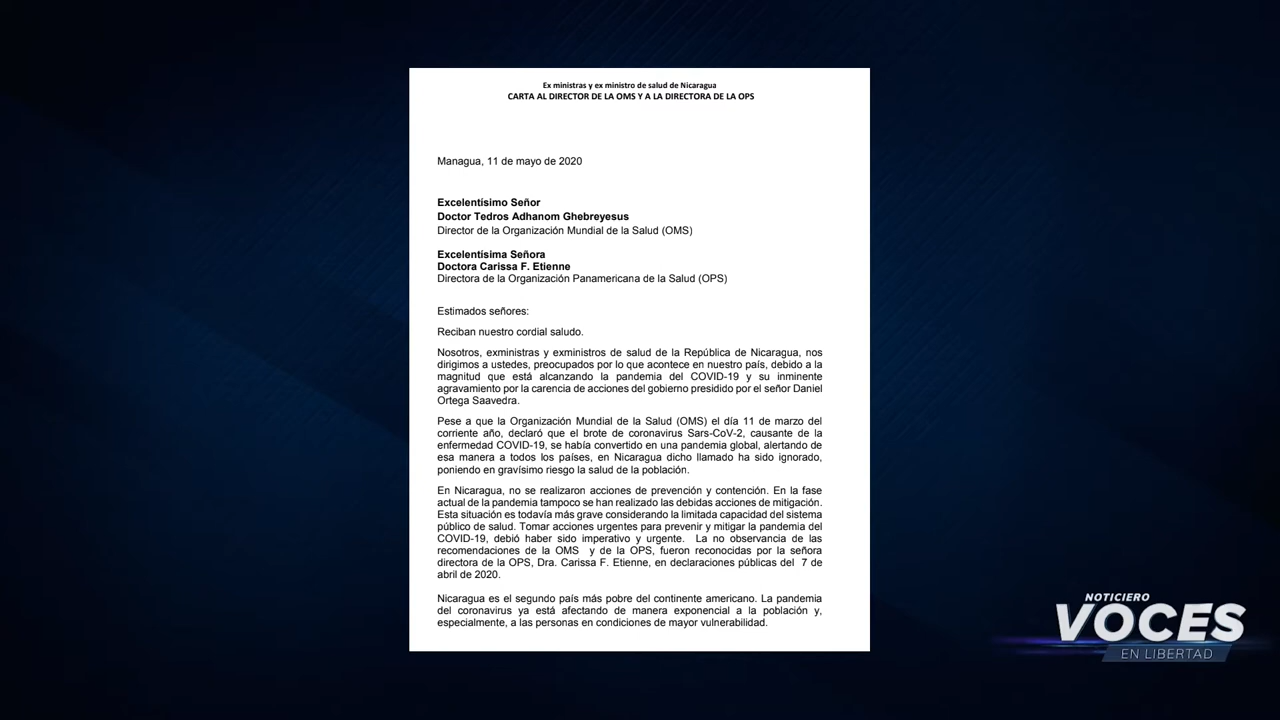 Ex ministras y ex ministro de salud de Nicaragua
CARTA AL DIRECTOR DE LA OMS Y A LA DIRECTORA DE LA OPS
Managua, 11 de mayo de 2020
Excelentísimo Señor
Doctor Tedros Adhanom Ghebreyesus
Director de la Organización Mundial de la Salud (OMS)
Excelentísima Señora
Doctora Carissa F. Etienne
Directora de la Organización Panamericana de la Salud (OPS)
Estimados señores:
Reciban nuestro cordial saludo.
Nosotros, exministras y exministros de salud de la República de Nicaragua, nos
dirigimos a ustedes, preocupados por lo que acontece en nuestro país, debido a la
magnitud que está alcanzando la pandemia del COVID-19 y su inminente
agravamiento por la carencia de acciones del gobierno presidido por el señor Daniel
Ortega Saavedra.
Pese a que la Organización Mundial de la Salud (OMS) el día 11 de marzo del
corriente año, declaró que el brote de coronavirus Sars-CoV-2, causante de la
enfermedad COVID-19, se había convertido en una pandemia global, alertando de
esa manera a todos los países, en Nicaragua dicho llamado ha sido ignorado,
poniendo en gravísimo riesgo la salud de la población.
En Nicaragua, no se realizaron acciones de prevención y contención. En la fase
actual de la pandemia tampoco se han realizado las debidas acciones de mitigación.
Esta situación es todavía más grave considerando la limitada capacidad del sistema
público de salud. Tomar acciones urgentes para prevenir y mitigar la pandemia del
COVID-19, debió haber sido imperativo y urgente. La no observancia de las
recomendaciones de la OMS y de la OPS, fueron reconocidas por la señora
directora de la OPS, Dra. Carissa F. Etienne, en declaraciones públicas del 7 de
abril de 2020.
Nicaragua es el segundo país más pobre del continente americano. La pandemia
del coronavirus ya está afectando de manera exponencial a la población y,
especialmente, a las personas en condiciones de mayor vulnerabilidad.
NOTICIERO
VOCES
EN LIBERTAD